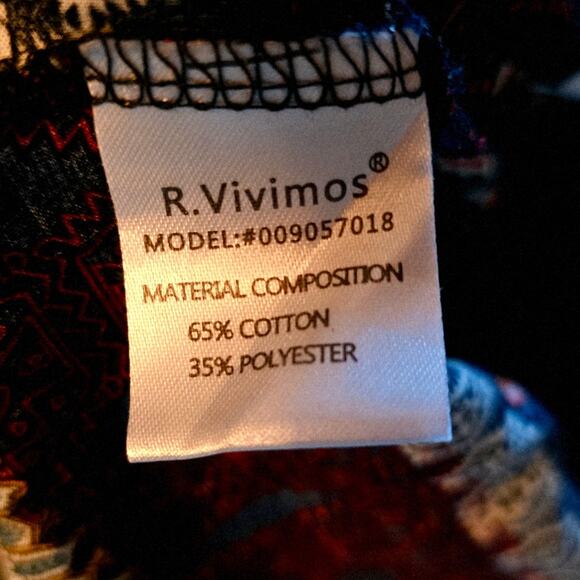 R.Vivimos®
MODEL:#009057018
MATERIAL COMPOSITION
65% COTTON
35% POLYESTER